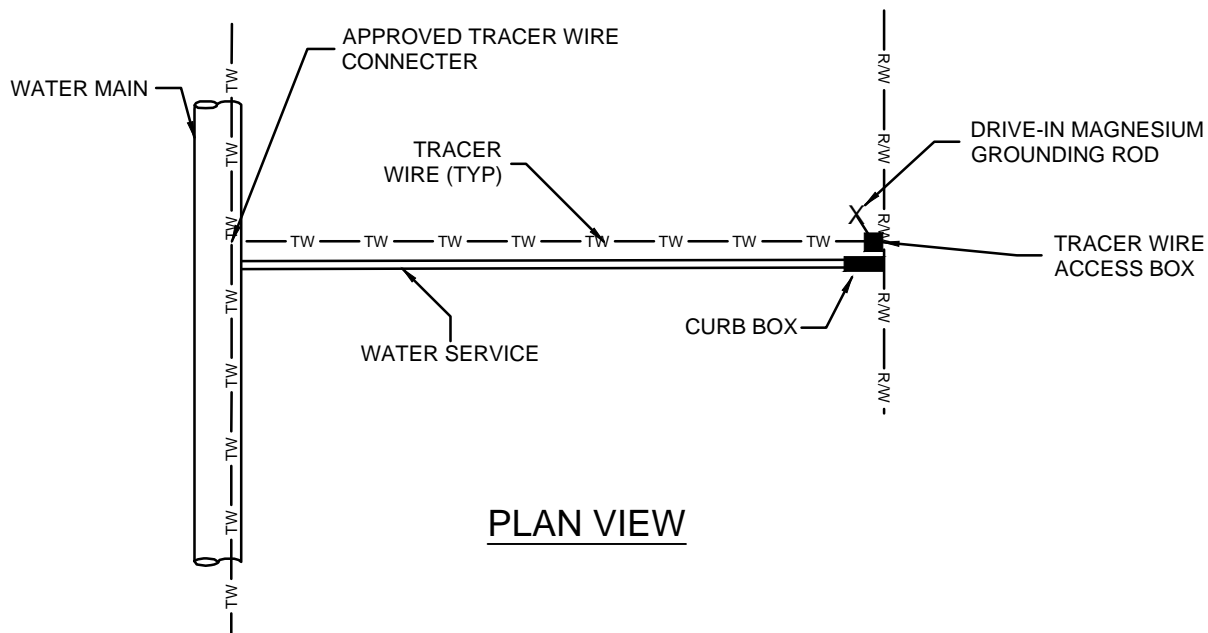 APPROVED TRACER WIRE
CONNECTER
WATER MAIN
TRACER
WIRE (TYP)
DRIVE-IN MAGNESIUM
GROUNDING ROD
TRACER WIRE
ACCESS BOX
CURB BOX
WATER SERVICE
PLAN VIEW
TW
TW
TW
TW
TW
TW
TW
TW
TW TW TW TW TW TW TW TW
R/W
R/W
R/W
R/W
R/W
X